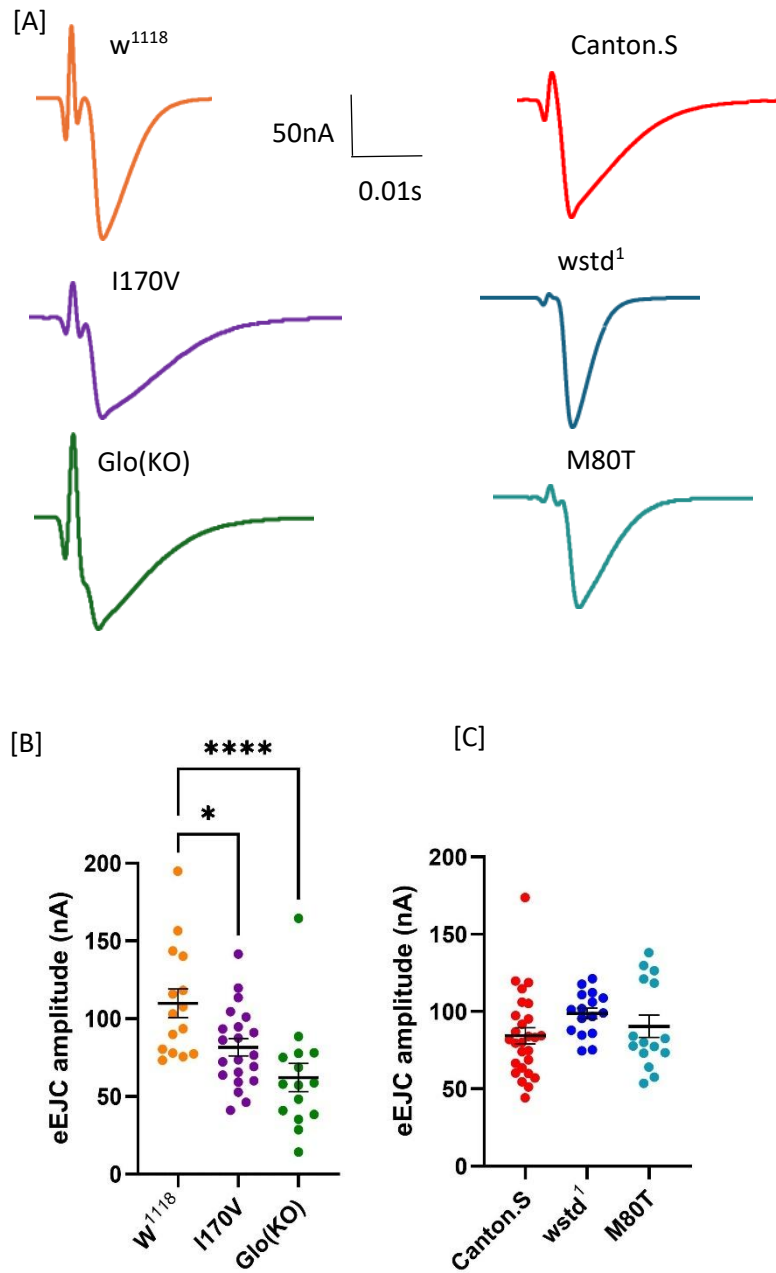 [A]
w¹¹¹⁸
Canton.S
50nA
0.01s
I170V
wstd¹
Glo(KO)
M80T
[B]
[C]
****
*
eEJC amplitude (nA)
200
150
100
50
0
W¹¹¹⁸
I170V
Glo(KO)
eEJC amplitude (nA)
200
150
100
50
0
Canton.S
wstd¹
M80T